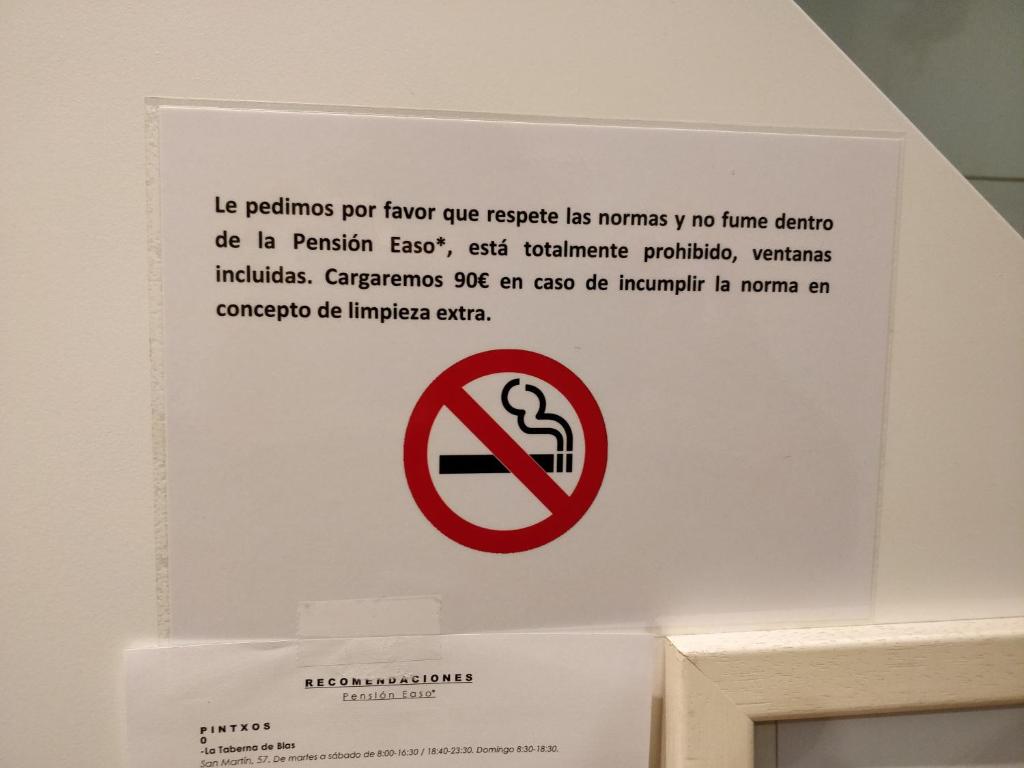 Le pedimos por favor que respete las normas y no fume dentro
de la Pensión Easo*, está totalmente prohibido, ventanas
incluidas. Cargaremos 90€ en caso de incumplir la norma en
concepto de limpieza extra.
RECOMENDACIONES
Pensión Easo*
PINTXOS
0
-La Taberna de Blas
San Martín, 57. De martes a sábado de 8:00-16:30 / 18:40-23:30. Domingo 8:30-18:30.